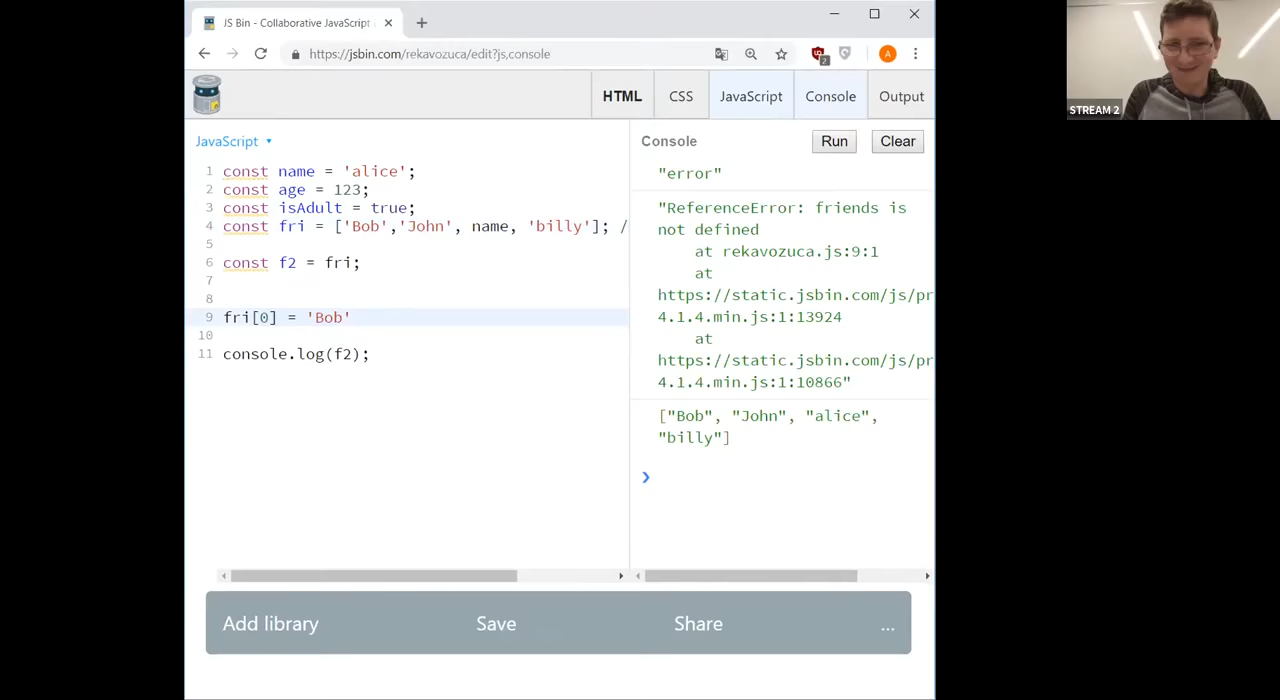 JS Bin - Collaborative JavaScript
https://jsbin.com/rekavozuca/edit?js,console
2
A
HTML
CSS
JavaScript
Console
Output
JavaScript
1 const name = 'alice';
2 const age = 123;
3 const isAdult = true;
4 const fri = ['Bob','John', name, 'billy']; /
5
6 const f2 = fri;
7
8
9 fri[0] = 'Bob'
10
11 console.log(f2);
Console
Run
Clear
"error"
"ReferenceError: friends is
not defined
at rekavozuca.js:9:1
at
https://static.jsbin.com/js/pr
4.1.4.min.js:1:13924
at
https://static.jsbin.com/js/pr
4.1.4.min.js:1:10866"
["Bob", "John", "alice",
"billy"]
Add library
Save
Share
...
STREAM 2